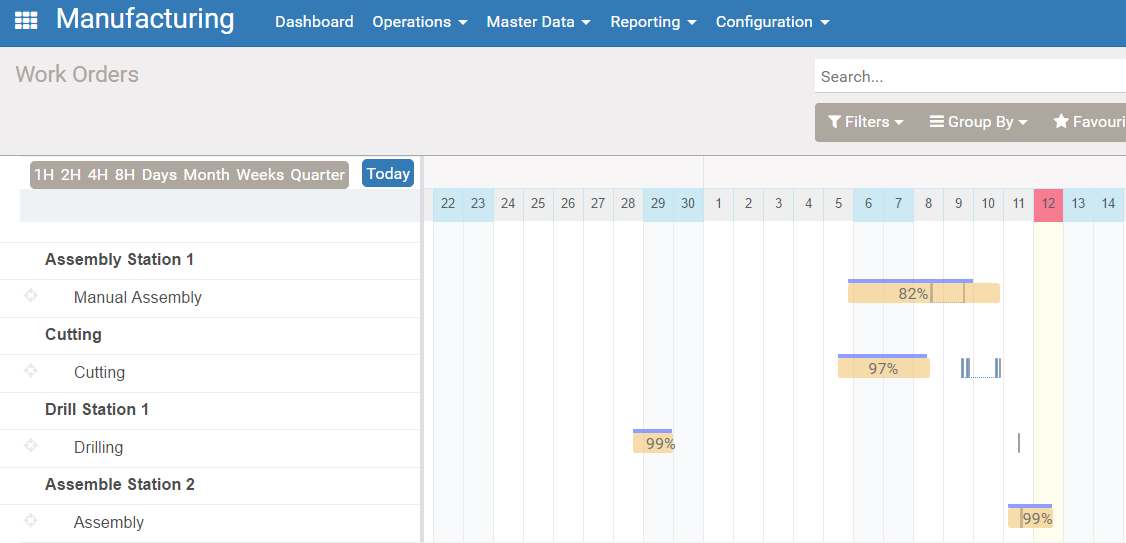 Manufacturing Dashboard Operations Master Data Reporting Configuration
Work Orders
Search...
Filters Group By Favouri
1H 2H 4H 8H Days Month Weeks Quarter Today
22 23 24 25 26 27 28 29 30 1 2 3 4 5 6 7 8 9 10 11 12 13 14
Assembly Station 1
Manual Assembly 82%
Cutting
Cutting 97%
Drill Station 1
Drilling 99%
Assemble Station 2
Assembly 99%